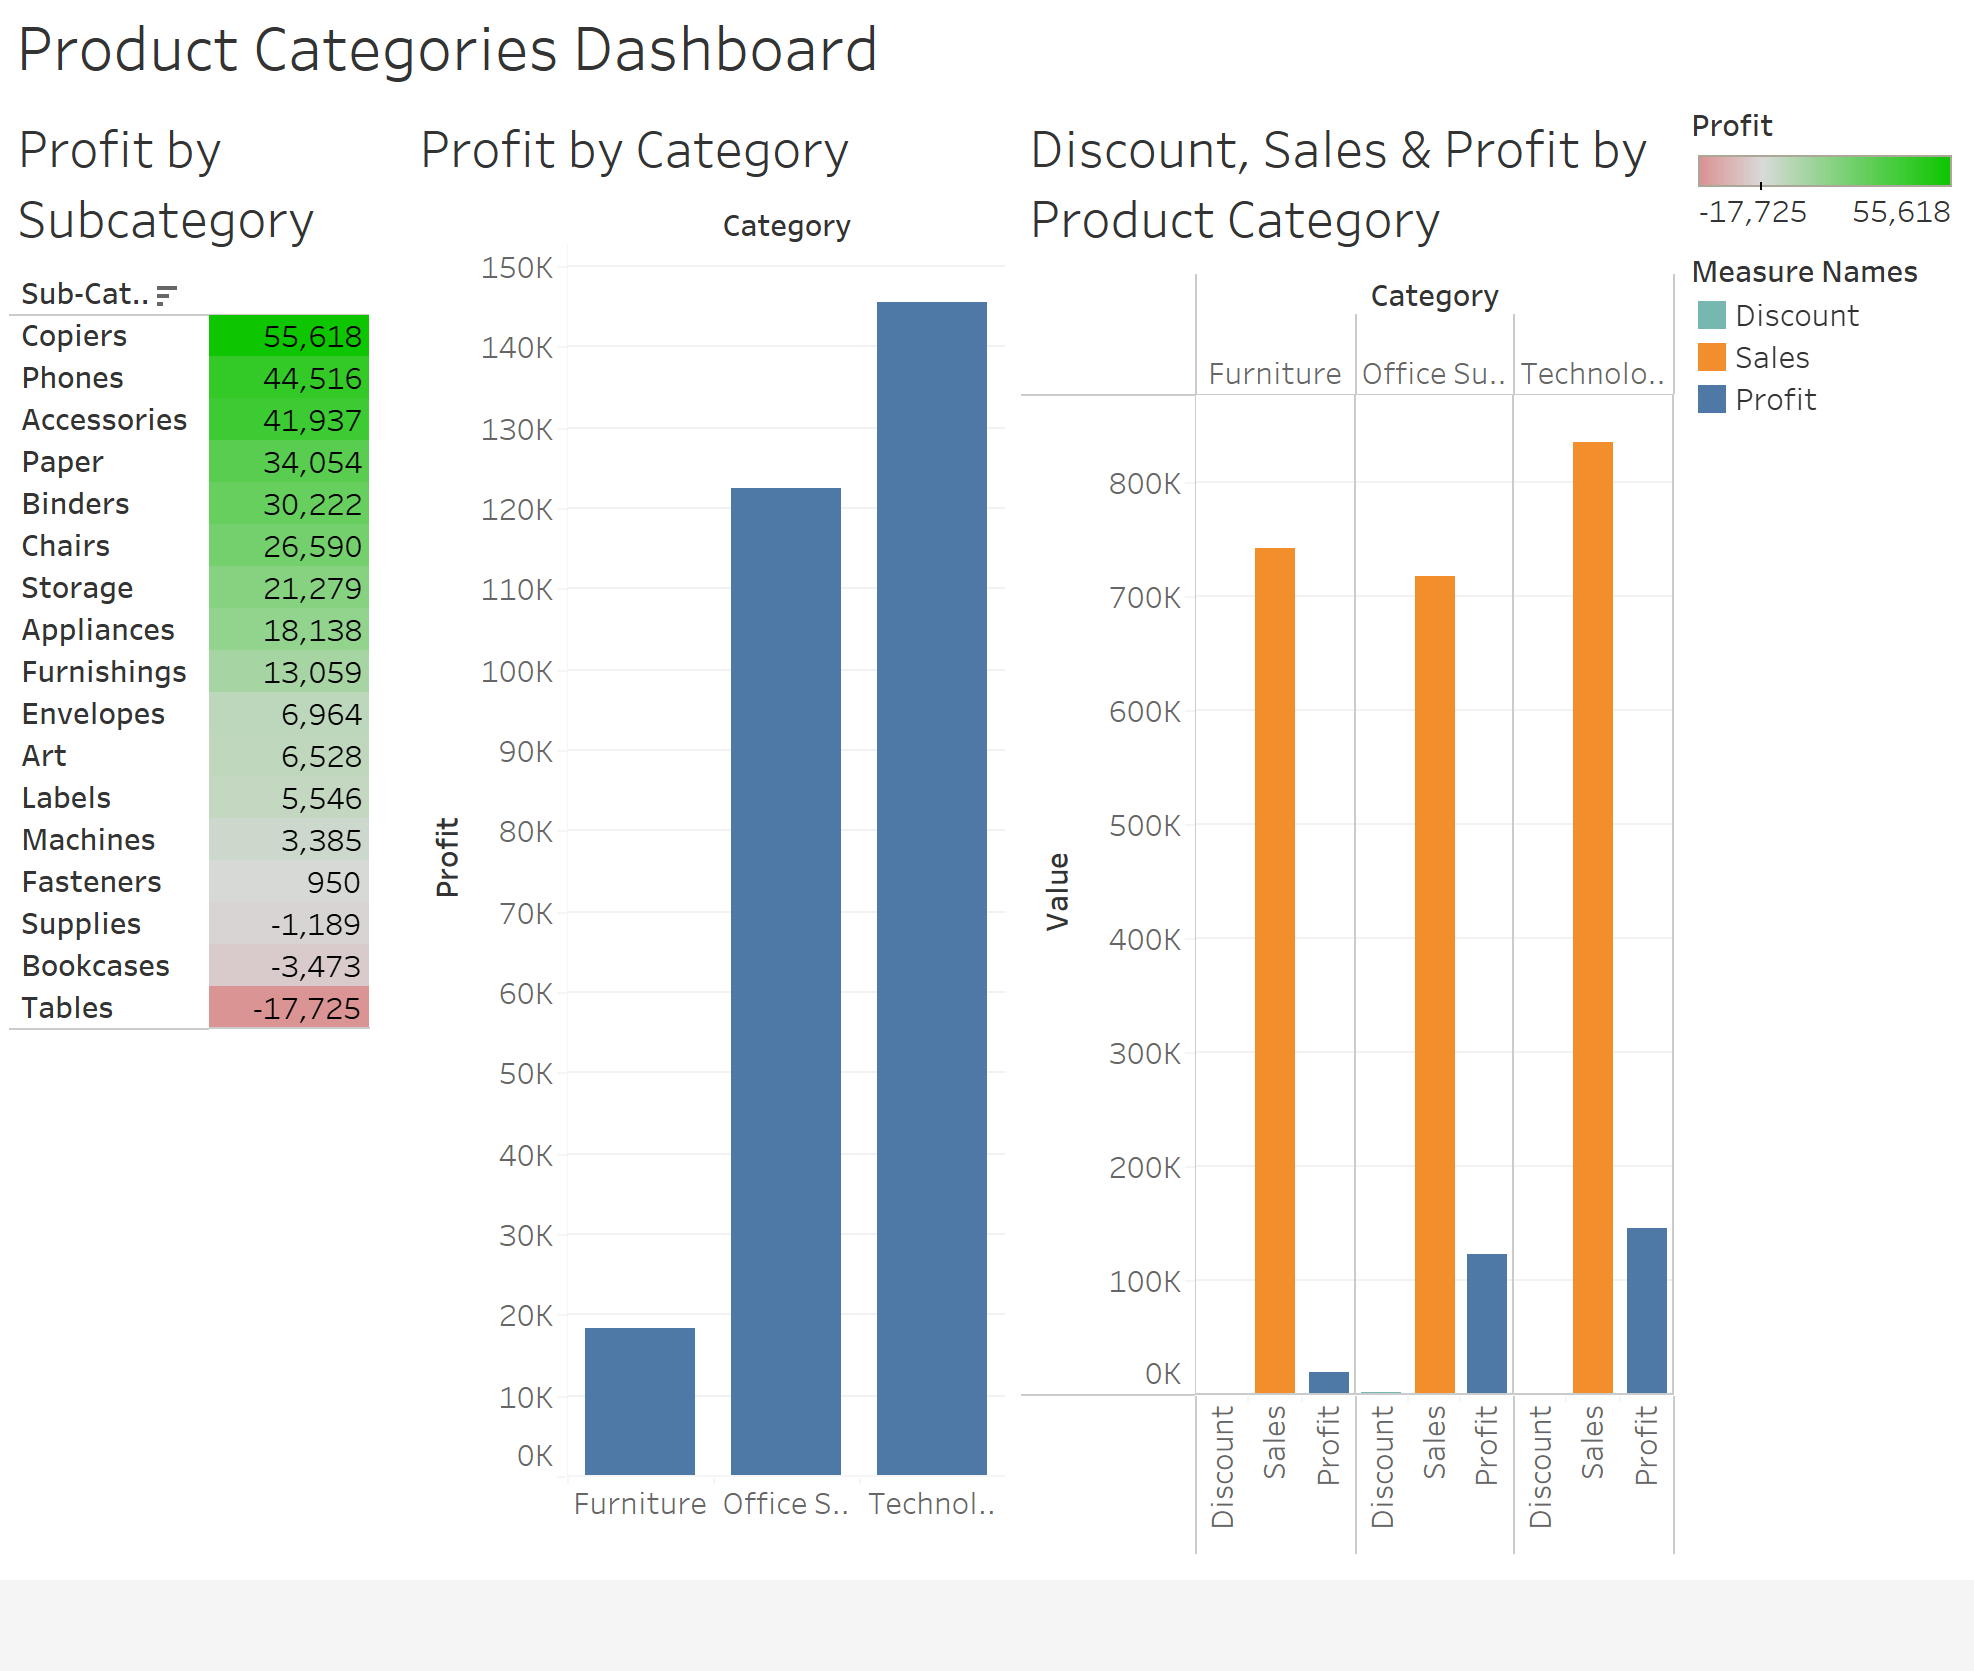 Product Categories Dashboard
Profit by
Subcategory
Sub-Cat..
Copiers 55,618
Phones 44,516
Accessories 41,937
Paper 34,054
Binders 30,222
Chairs 26,590
Storage 21,279
Appliances 18,138
Furnishings 13,059
Envelopes 6,964
Art 6,528
Labels 5,546
Machines 3,385
Fasteners 950
Supplies -1,189
Bookcases -3,473
Tables -17,725
Profit by Category
Category
150K
140K
130K
120K
110K
100K
90K
80K
70K
60K
50K
40K
30K
20K
10K
0K
Profit
Furniture Office S.. Technol..
Discount, Sales & Profit by
Product Category
Category
Furniture Office Su.. Technolo..
800K
700K
600K
500K
400K
300K
200K
100K
0K
Value
Discount Sales Profit Discount Sales Profit Discount Sales Profit
Profit
-17,725 55,618
Measure Names
Discount
Sales
Profit